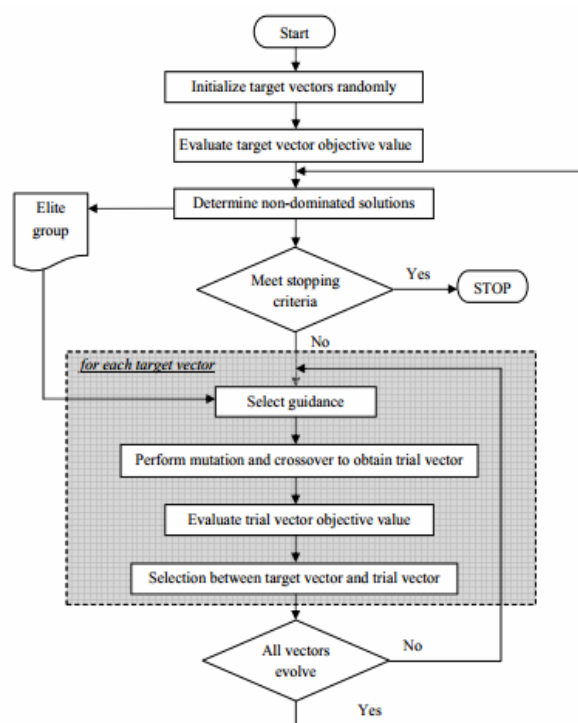 Start
Initialize target vectors randomly
Evaluate target vector objective value
Elite
group
Determine non-dominated solutions
Meet stopping
criteria
Yes
STOP
No
for each target vector
Select guidance
Perform mutation and crossover to obtain trial vector
Evaluate trial vector objective value
Selection between target vector and trial vector
All vectors
evolve
No
Yes